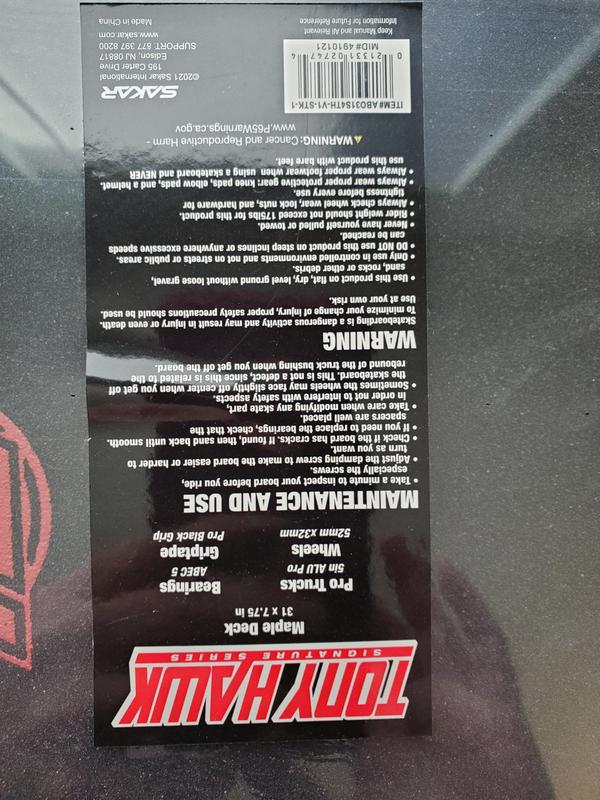 TONY HAWK
SIGNATURE SERIES
Maple Deck
31 x 7.75 in
Pro Trucks
5in ALU Pro
Bearings
ABEC 5
Wheels
52mm x32mm
Griptape
Pro Black Grip
MAINTENANCE AND USE
• Take a minute to inspect your board before you, ride,
especially the screws.
• Adjust the damping screw to make the board easier or harder to
turn as you want.
• Check if the board has cracks. If found, then sand back until smooth.
• If you need to replace the bearings, check that the
spacers are well placed.
• Take care when modifying any skate part,
in order not to interfere with safety aspects.
• Sometimes the wheels may face slightly off center when you get off
the skateboard. This is not a defect, since this is related to the
rebound of the truck bushing when you get off the board.
WARNING
Skateboarding is a dangerous activity and may result in injury or even death.
To minimize your change of injury, proper safety precautions should be used.
Use at your own risk.
• Use this product on flat, dry, level ground without loose gravel,
sand, rocks or other debris.
• Only use in controlled environments and not on streets or public areas.
• DO NOT use this product on steep inclines or anywhere excessive speeds
can be reached.
• Never have yourself pulled or towed.
• Rider weight should not exceed 175lbs for this product.
• Always check wheel wear, lock nuts, and hardware for
tightness before every use.
• Always wear proper protective gear: knee pads, elbow pads, and a helmet.
• Always wear proper footwear when using a skateboard and NEVER
use this product with bare feet.
⚠WARNING: Cancer and Reproductive Harm -
www.P65Warnings.ca.gov
ITEM# ABO3184TH-V1-STK-1
0 21331 02747 4
MID# 4910121
Keep Manual and All Relevant
Information for Future Reference
SAKAR
©2021 Sakar International
195 Carter Drive
Edison, NJ 08817
SUPPORT: 877 397 8200
www.sakar.com
Made in China